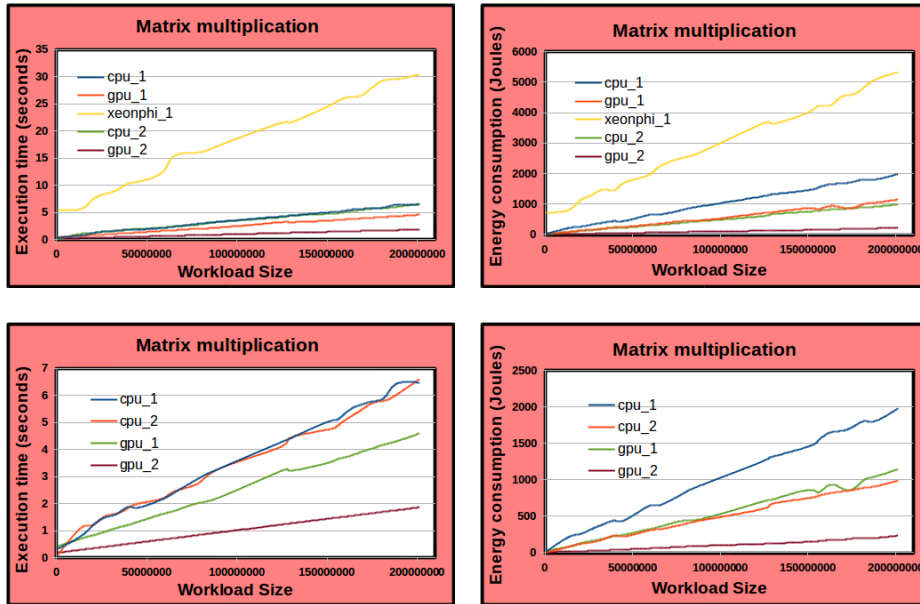 Matrix multiplication
Execution time (seconds)
35
30
25
20
15
10
5
0
cpu_1
gpu_1
xeonphi_1
cpu_2
gpu_2
0
50000000
100000000
150000000
200000000
Workload Size
Matrix multiplication
Energy consumption (Joules)
6000
5000
4000
3000
2000
1000
0
cpu_1
gpu_1
xeonphi_1
cpu_2
gpu_2
0
50000000
100000000
150000000
200000000
Workload Size
Matrix multiplication
Execution time (seconds)
7
6
5
4
3
2
1
0
cpu_1
cpu_2
gpu_1
gpu_2
0
50000000
100000000
150000000
200000000
Workload Size
Matrix multiplication
Energy consumption (Joules)
2500
2000
1500
1000
500
0
cpu_1
cpu_2
gpu_1
gpu_2
0
50000000
100000000
150000000
200000000
Workload Size